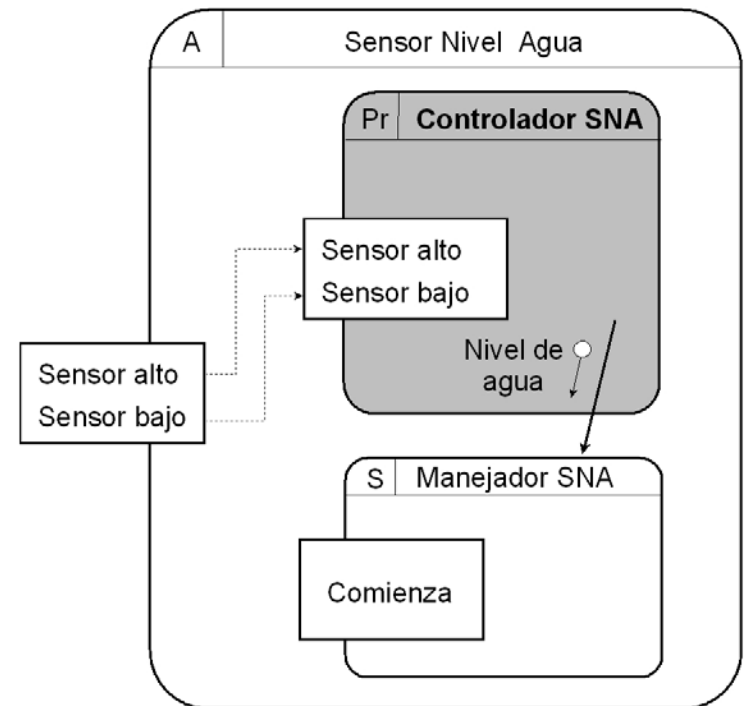 A Sensor Nivel Agua
Pr Controlador SNA
Sensor alto
Sensor bajo
Nivel de
agua
Sensor alto
Sensor bajo
S Manejador SNA
Comienza